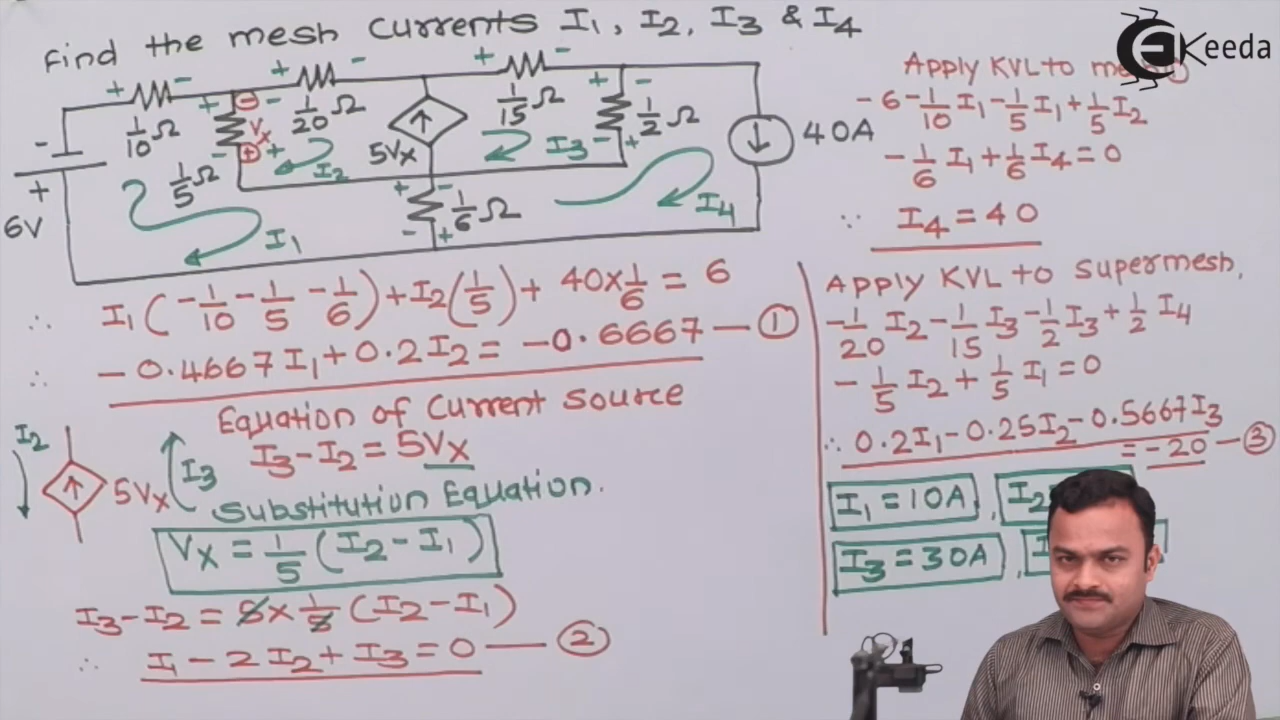 Find the mesh currents I1, I2, I3 & I4
EKeeda
+ - + - + -
1/10 Ω
1/20 Ω
1/15 Ω
1/2 Ω
1/5 Ω
Vx
5Vx
40A
I2
I3
1/6 Ω
I4
6V
I1
∴ I1(-1/10 -1/5 -1/6) + I2(1/5) + 40×1/6 = 6
∴ -0.4667 I1 + 0.2 I2 = -0.6667 — ①
Equation of Current Source
I3 - I2 = 5Vx
I2
5Vx
I3
Substitution Equation.
Vx = 1/5 (I2 - I1)
I3 - I2 = 5 × 1/5 (I2 - I1)
∴ I1 - 2I2 + I3 = 0 — ②
Apply KVL to
-6 -1/10 I1 -1/5 I1 + 1/5 I2
-1/6 I1 + 1/6 I4 = 0
∵ I4 = 40
Apply KVL to Supermesh,
-1/20 I2 -1/15 I3 -1/2 I3 + 1/2 I4
-1/5 I2 + 1/5 I1 = 0
∴ 0.2I1 - 0.25I2 - 0.5667I3
= -20 — ③
I1 = 10A , I2
I3 = 30A ,